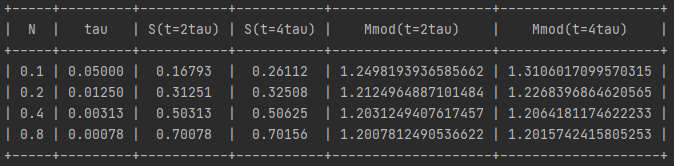 +-----+---------+-----------+-----------+--------------------+--------------------+
| N | tau | S(t=2tau) | S(t=4tau) | Mmod(t=2tau) | Mmod(t=4tau) |
+-----+---------+-----------+-----------+--------------------+--------------------+
| 0.1 | 0.05000 | 0.16793 | 0.26112 | 1.2498193936585662 | 1.3106017099570315 |
| 0.2 | 0.01250 | 0.31251 | 0.32508 | 1.2124964887101484 | 1.2268396864620565 |
| 0.4 | 0.00313 | 0.50313 | 0.50625 | 1.2031249407617457 | 1.2064181174622233 |
| 0.8 | 0.00078 | 0.70078 | 0.70156 | 1.2007812490536622 | 1.2015742415805253 |
+-----+---------+-----------+-----------+--------------------+--------------------+